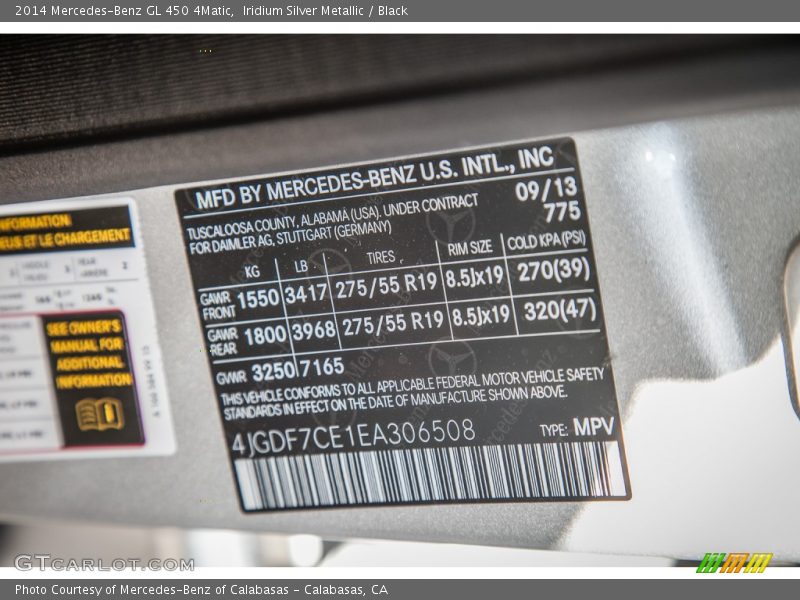 2014 Mercedes-Benz GL 450 4Matic,  Iridium Silver Metallic / Black
MFD BY MERCEDES-BENZ U.S. INTL., INC
TUSCALOOSA COUNTY, ALABAMA (USA). UNDER CONTRACT
FOR DAIMLER AG, STUTTGART (GERMANY)
09/13
775
KG LB TIRES RIM SIZE COLD KPA(PSI)
GAWR FRONT 1550 3417 275/55 R19 8.5Jx19 270(39)
GAWR REAR 1800 3968 275/55 R19 8.5Jx19 320(47)
GVWR 3250 7165
THIS VEHICLE CONFORMS TO ALL APPLICABLE FEDERAL MOTOR VEHICLE SAFETY
STANDARDS IN EFFECT ON THE DATE OF MANUFACTURE SHOWN ABOVE.
4JGDF7CE1EA306508 TYPE: MPV
NFORMATION
ET LE CHARGEMENT
SEE OWNER'S
MANUAL FOR
ADDITIONAL
INFORMATION
GTCARLOT.COM
Photo Courtesy of Mercedes-Benz of Calabasas - Calabasas, CA